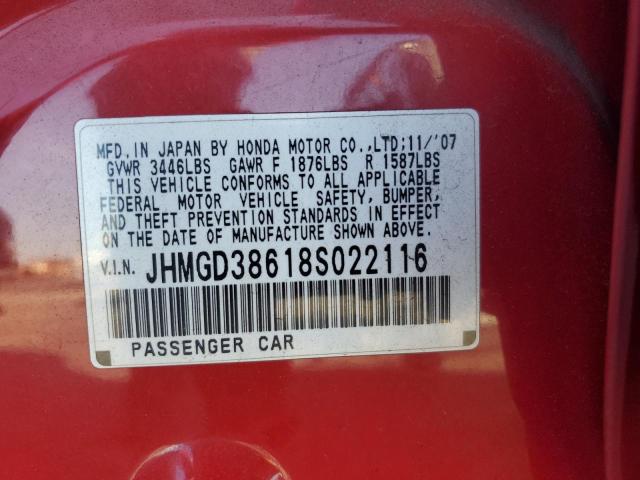 MFD. IN JAPAN BY HONDA MOTOR CO.,LTD;11/'07
GVWR 3446LBS GAWR F 1876LBS R 1587LBS
THIS VEHICLE CONFORMS TO ALL APPLICABLE
FEDERAL MOTOR VEHICLE SAFETY, BUMPER,
AND THEFT PREVENTION STANDARDS IN EFFECT
ON THE DATE OF MANUFACTURE SHOWN ABOVE.
V.I.N. JHMGD38618S022116
PASSENGER CAR